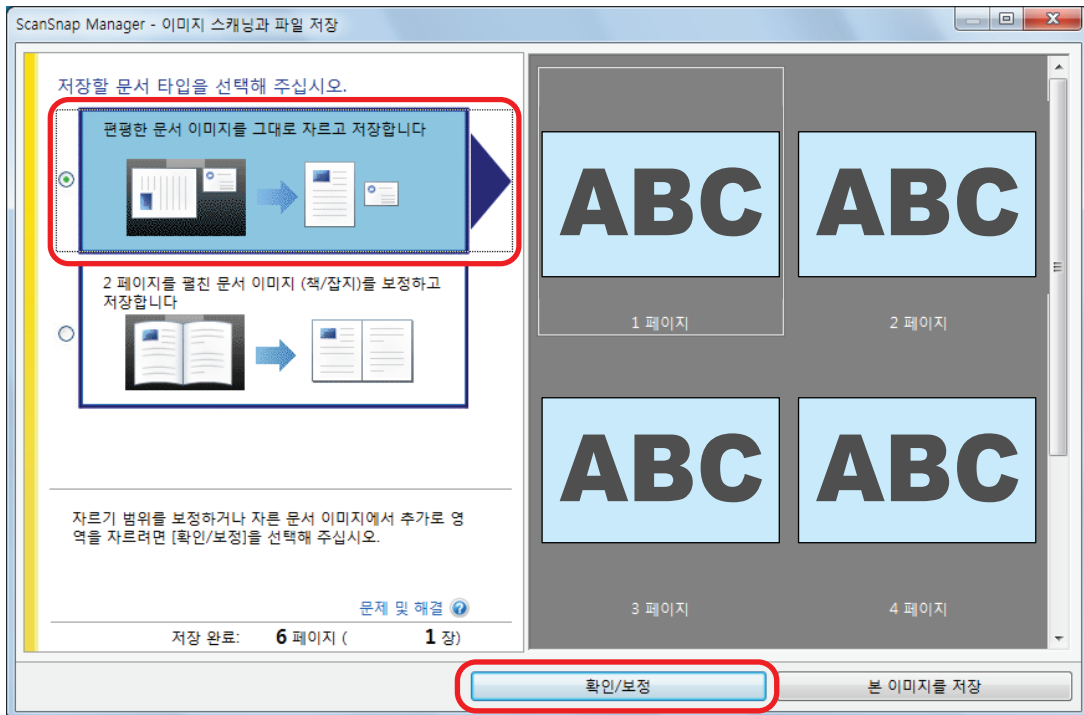 ScanSnap Manager - 이미지 스캐닝과 파일 저장
저장할 문서 타입을 선택해 주십시오.
편평한 문서 이미지를 그대로 자르고 저장합니다
2 페이지를 펼친 문서 이미지 (책/잡지)를 보정하고
저장합니다
자르기 범위를 보정하거나 자른 문서 이미지에서 추가로 영
역을 자르려면 [확인/보정]을 선택해 주십시오.
문제 및 해결
저장 완료: 6 페이지 ( 1 장)
ABC
ABC
1 페이지
2 페이지
ABC
ABC
3 페이지
4 페이지
확인/보정
본 이미지를 저장